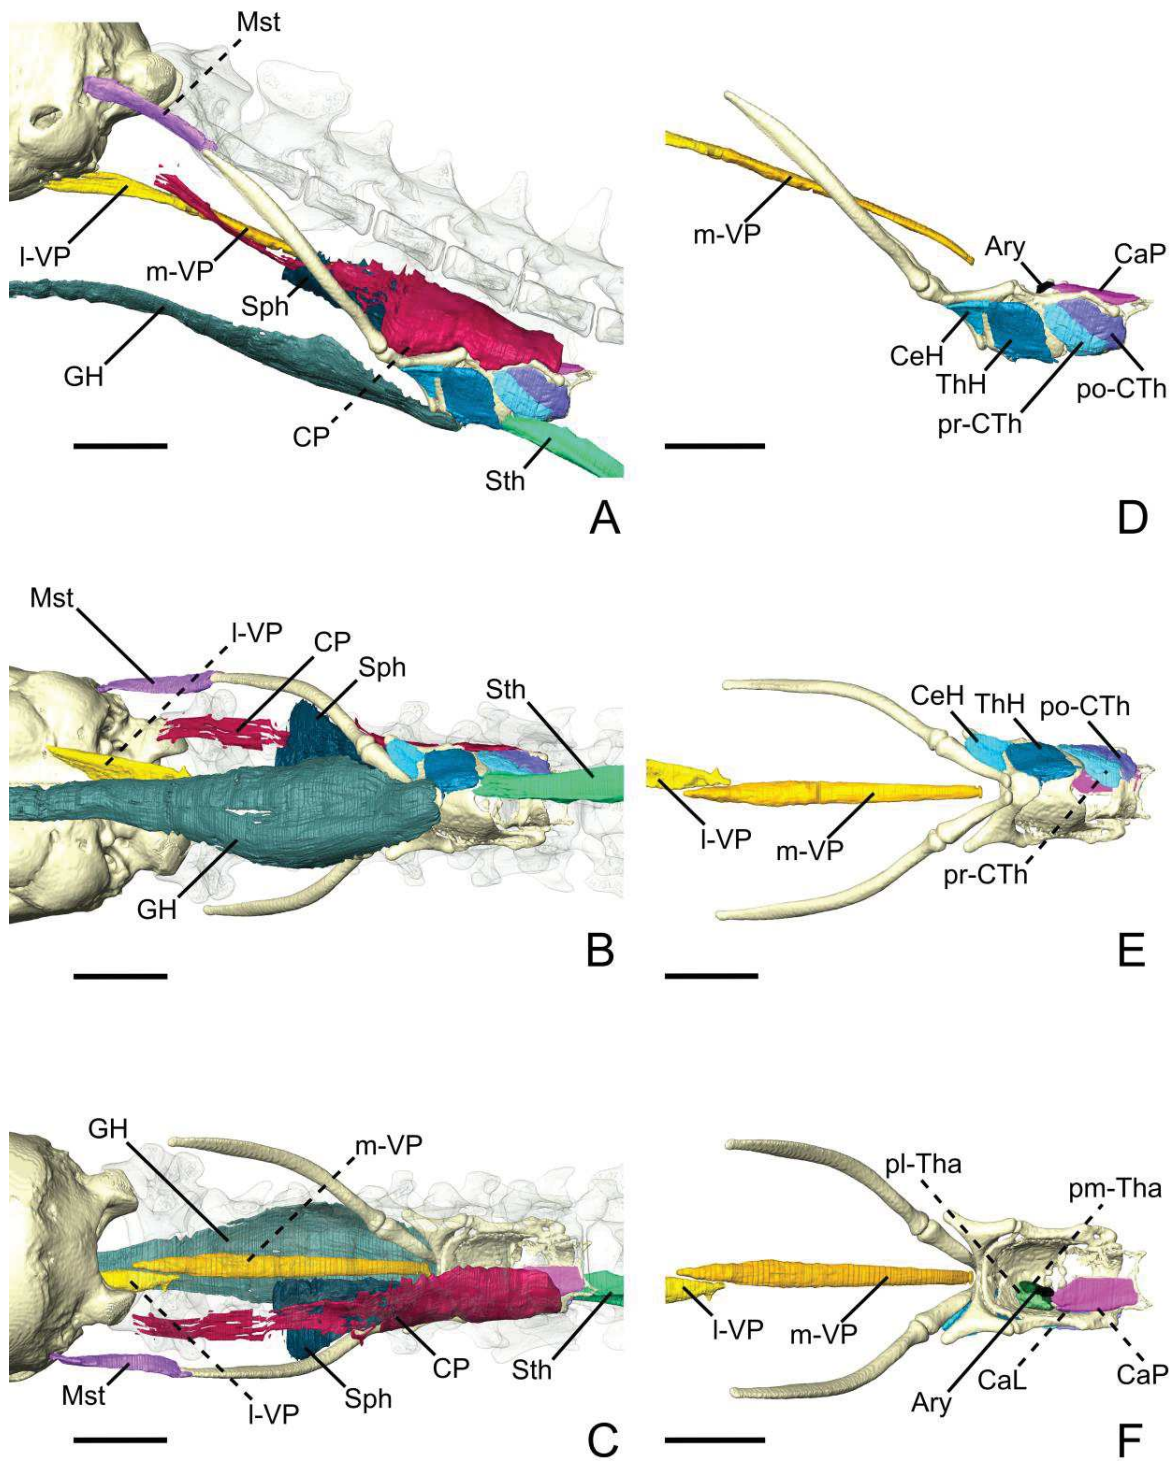 Mst
l-VP
m-VP
Sph
GH
CP
Sth
A
m-VP
Ary
CaP
CeH
ThH
pr-CTh
po-CTh
D
Mst
l-VP
CP
Sph
Sth
GH
B
CeH
ThH
po-CTh
l-VP
m-VP
pr-CTh
E
GH
m-VP
Mst
l-VP
Sph
CP
Sth
C
pl-Tha
pm-Tha
l-VP
m-VP
Ary
CaL
CaP
F